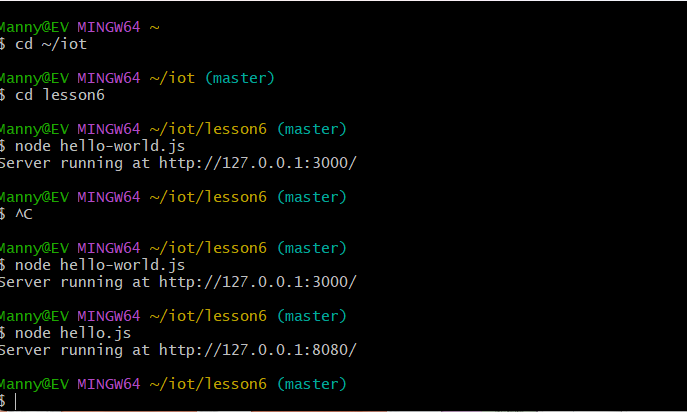 Manny@EV MINGW64 ~
$ cd ~/iot
Manny@EV MINGW64 ~/iot (master)
$ cd lesson6
Manny@EV MINGW64 ~/iot/lesson6 (master)
$ node hello-world.js
Server running at http://127.0.0.1:3000/
Manny@EV MINGW64 ~/iot/lesson6 (master)
$ ^C
Manny@EV MINGW64 ~/iot/lesson6 (master)
$ node hello-world.js
Server running at http://127.0.0.1:3000/
Manny@EV MINGW64 ~/iot/lesson6 (master)
$ node hello.js
Server running at http://127.0.0.1:8080/
Manny@EV MINGW64 ~/iot/lesson6 (master)
$